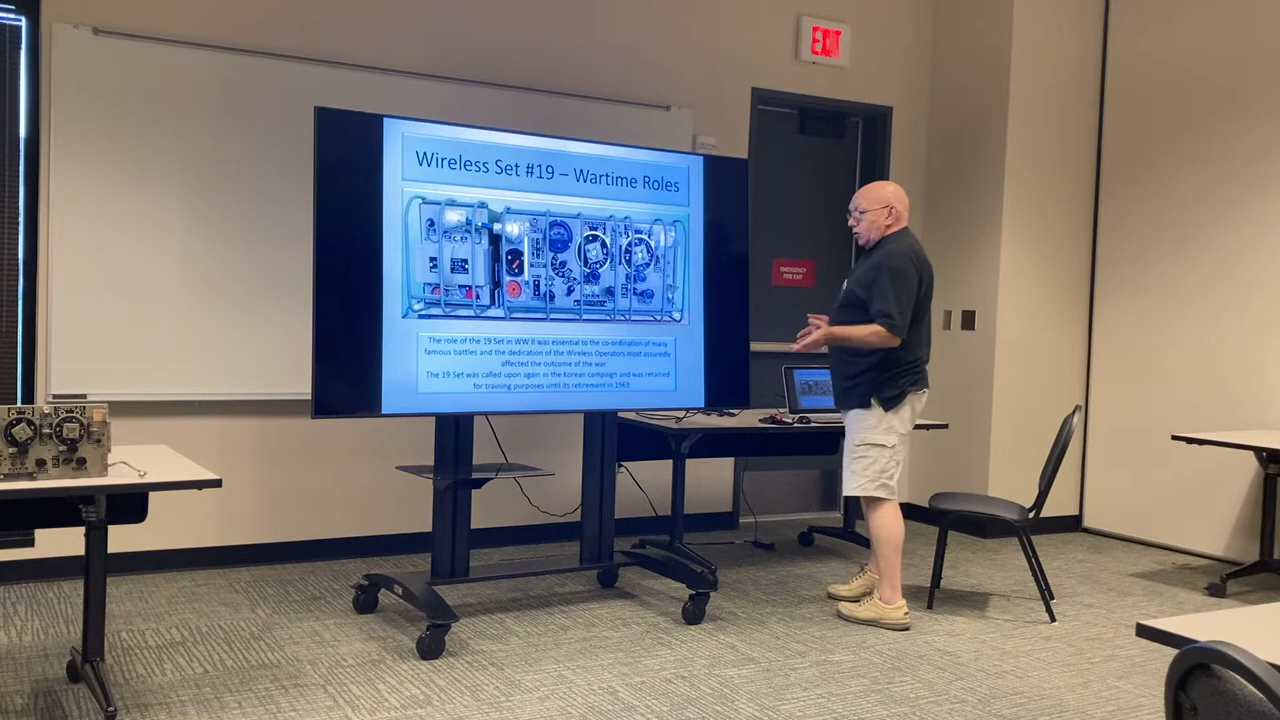 EXIT
Wireless Set #19 – Wartime Roles
The role of the 19 Set in WW II was essential to the co-ordination of many
famous battles and the dedication of the Wireless Operators most assuredly
affected the outcome of the war.
The 19 Set was called upon again in the Korean campaign and was retained
for training purposes until its retirement in 1963.
EMERGENCY
FIRE EXIT